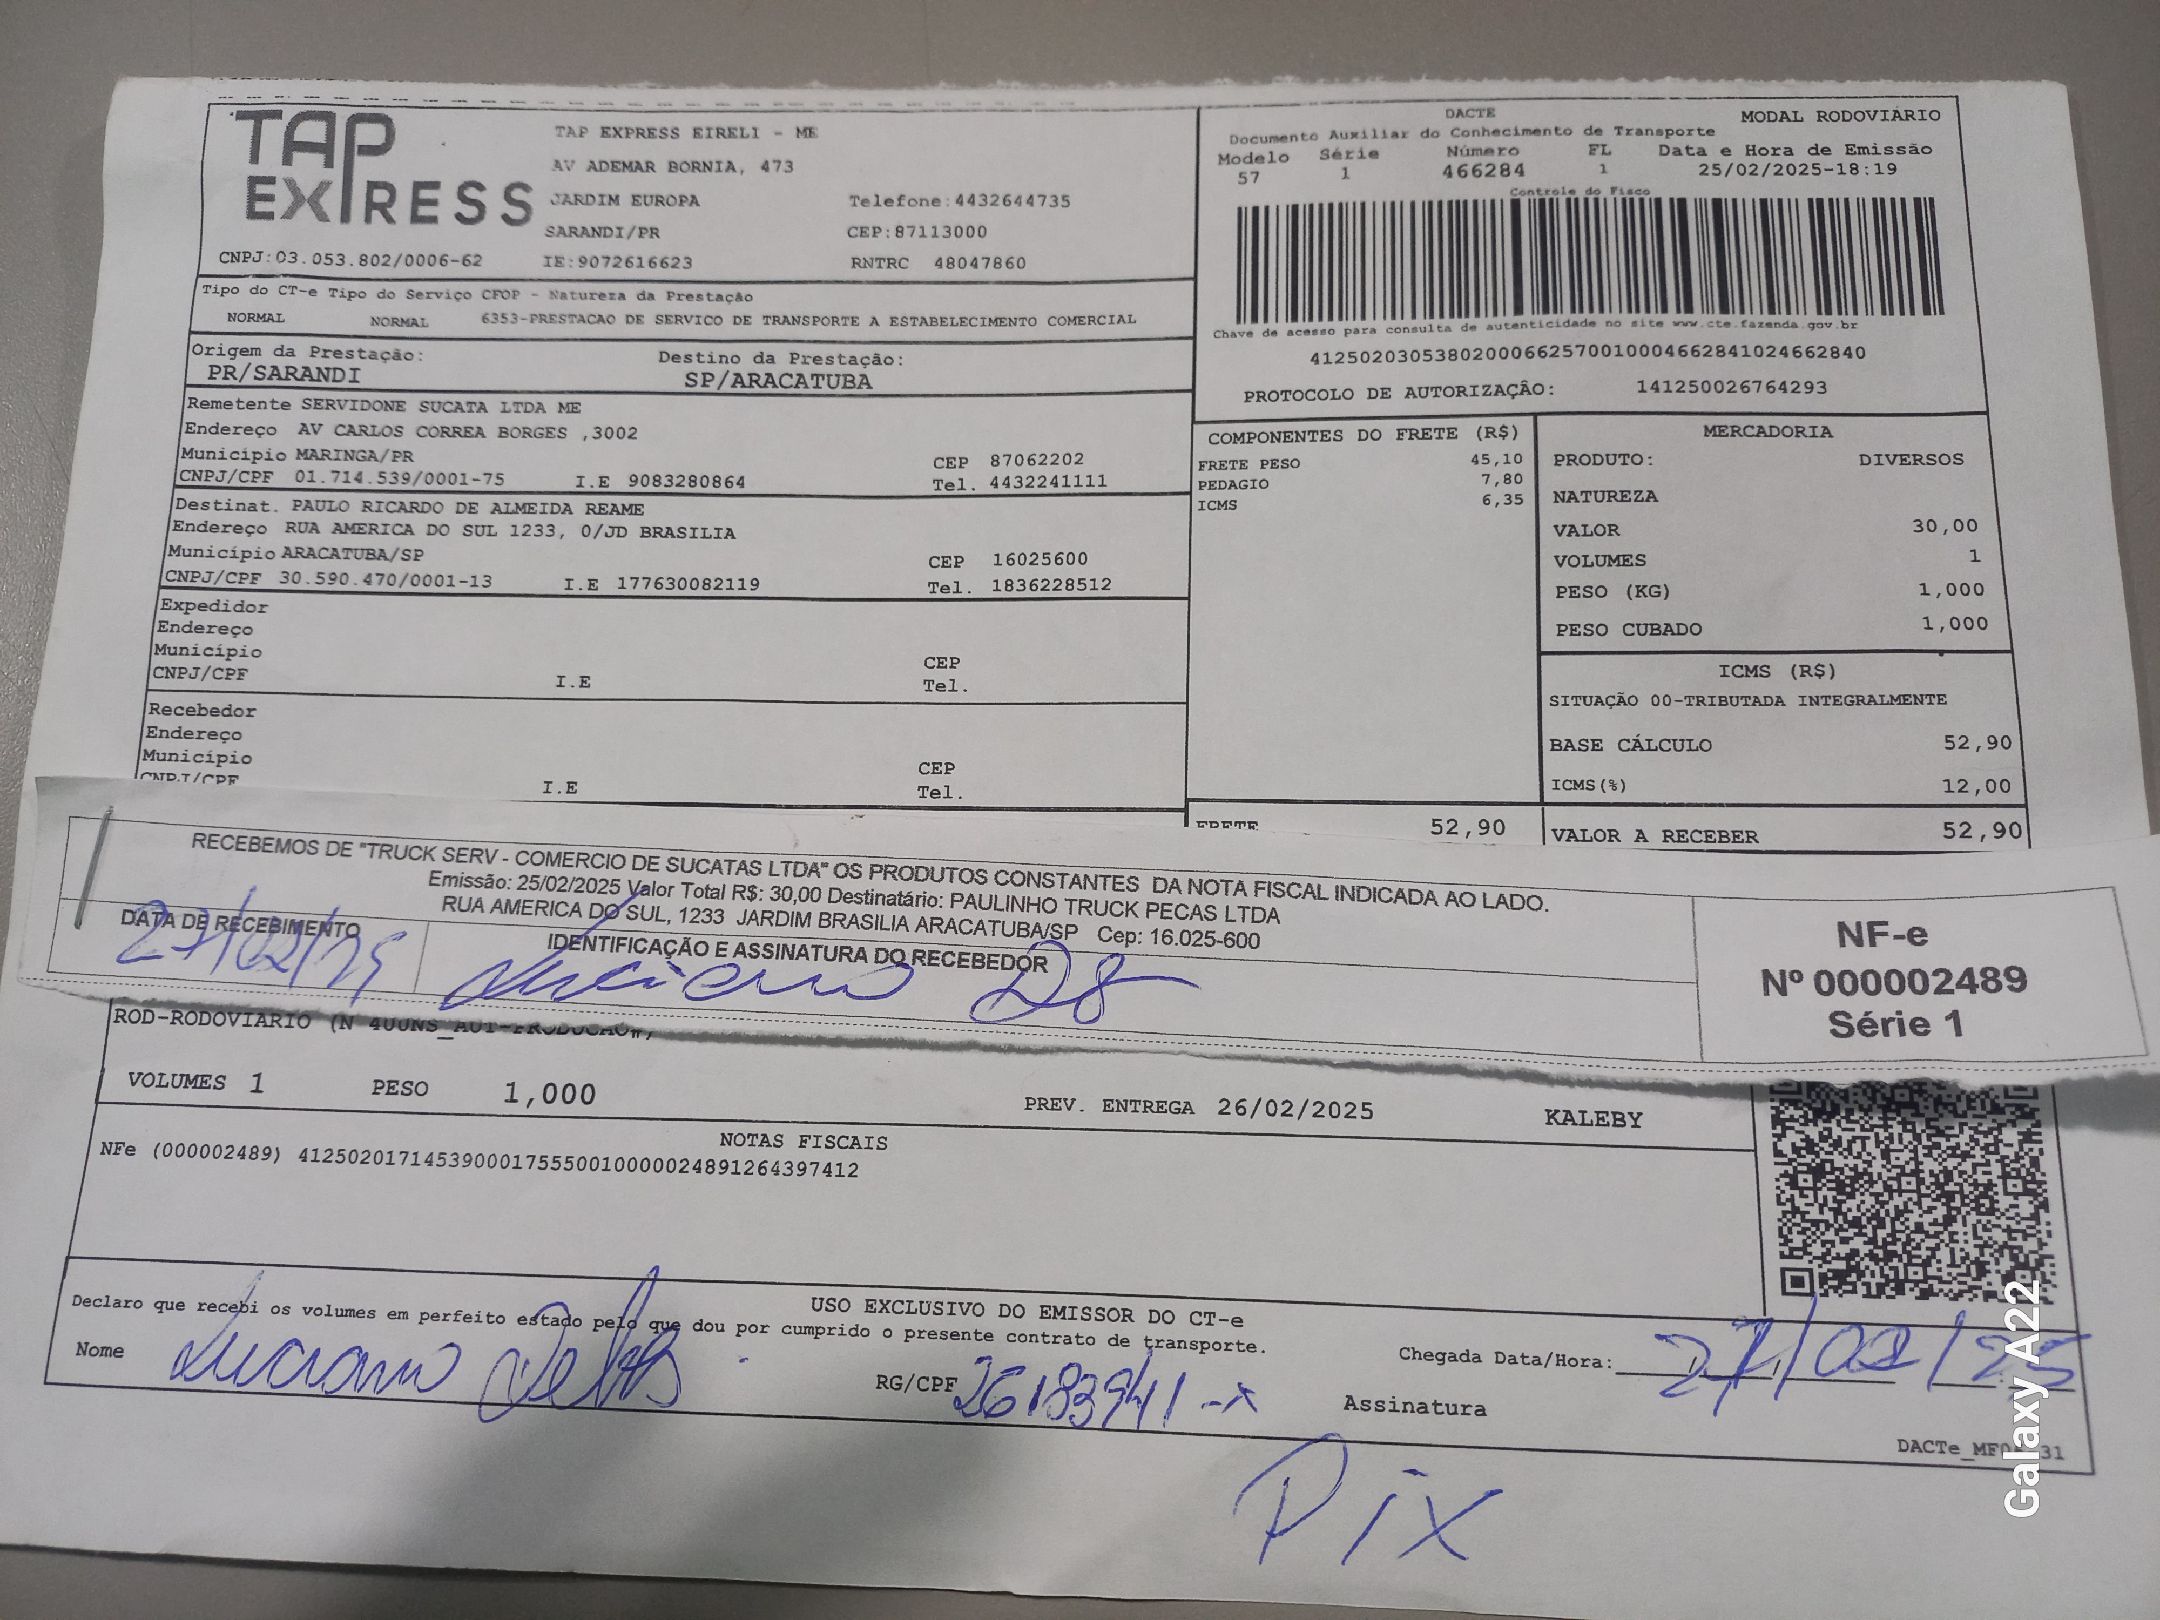 TAP EXPRESS
TAP EXPRESS EIRELI - ME
AV ADEMAR BORNIA, 473
JARDIM EUROPA Telefone:4432644735
SARANDI/PR CEP:87113000
CNPJ:03.053.802/0006-62 IE:9072616623 RNTRC 48047860
DACTE MODAL RODOVIÁRIO
Documento Auxiliar do Conhecimento de Transporte
Modelo Série Número FL Data e Hora de Emissão
57 1 466284 1 25/02/2025-18:19
Controle do Fisco
Chave de acesso para consulta de autenticidade no site www.cte.fazenda.gov.br
41250203053802000662570010004662841024662840
PROTOCOLO DE AUTORIZAÇÃO: 141250026764293
Tipo do CT-e Tipo do Serviço CFOP - Natureza da Prestação
NORMAL NORMAL 6353-PRESTACAO DE SERVICO DE TRANSPORTE A ESTABELECIMENTO COMERCIAL
Origem da Prestação: Destino da Prestação:
PR/SARANDI SP/ARACATUBA
Remetente SERVIDONE SUCATA LTDA ME
Endereço AV CARLOS CORREA BORGES ,3002
Município MARINGA/PR CEP 87062202
CNPJ/CPF 01.714.539/0001-75 I.E 9083280864 Tel. 4432241111
Destinat. PAULO RICARDO DE ALMEIDA REAME
Endereço RUA AMERICA DO SUL 1233, 0/JD BRASILIA
Município ARACATUBA/SP CEP 16025600
CNPJ/CPF 30.590.470/0001-13 I.E 177630082119 Tel. 1836228512
Expedidor
Endereço
Município CEP
CNPJ/CPF I.E Tel.
Recebedor
Endereço
Município CEP
CNPJ/CPF I.E Tel.
COMPONENTES DO FRETE (R$)
FRETE PESO 45,10
PEDAGIO 7,80
ICMS 6,35
FRETE 52,90
MERCADORIA
PRODUTO: DIVERSOS
NATUREZA
VALOR 30,00
VOLUMES 1
PESO (KG) 1,000
PESO CUBADO 1,000
ICMS (R$)
SITUAÇÃO 00-TRIBUTADA INTEGRALMENTE
BASE CÁLCULO 52,90
ICMS(%) 12,00
VALOR A RECEBER 52,90
RECEBEMOS DE "TRUCK SERV - COMERCIO DE SUCATAS LTDA" OS PRODUTOS CONSTANTES DA NOTA FISCAL INDICADA AO LADO.
Emissão: 25/02/2025 Valor Total R$: 30,00 Destinatário: PAULINHO TRUCK PECAS LTDA
RUA AMERICA DO SUL, 1233 JARDIM BRASILIA ARACATUBA/SP Cep: 16.025-600
DATA DE RECEBIMENTO IDENTIFICAÇÃO E ASSINATURA DO RECEBEDOR
27/02/25 Luciano
NF-e
Nº 000002489
Série 1
ROD-RODOVIARIO
VOLUMES 1 PESO 1,000 PREV. ENTREGA 26/02/2025 KALEBY
NOTAS FISCAIS
NFe (000002489) 41250201714539000175550010000024891264397412
USO EXCLUSIVO DO EMISSOR DO CT-e
Declaro que recebi os volumes em perfeito estado pelo que dou por cumprido o presente contrato de transporte.
Nome Luciano RG/CPF 26183941-x Chegada Data/Hora: 27/02/25
Assinatura
Pix
Galaxy A22